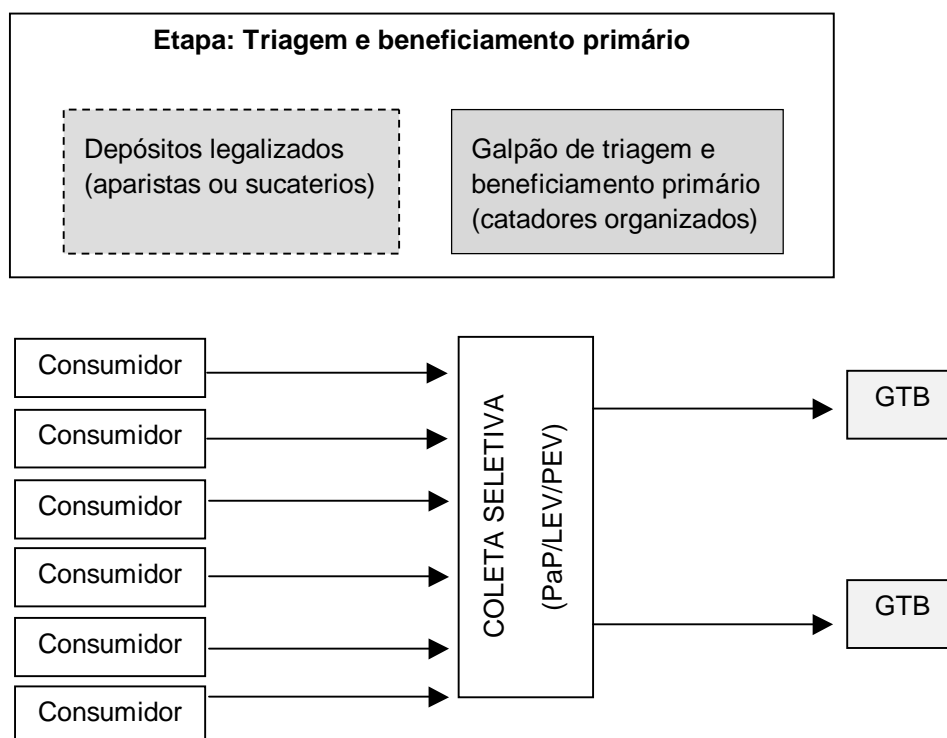 Etapa: Triagem e beneficiamento primário
Depósitos legalizados
(aparistas ou sucaterios)
Galpão de triagem e
beneficiamento primário
(catadores organizados)
Consumidor
Consumidor
Consumidor
Consumidor
Consumidor
Consumidor
COLETA SELETIVA
(PaP/LEV/PEV)
GTB
GTB